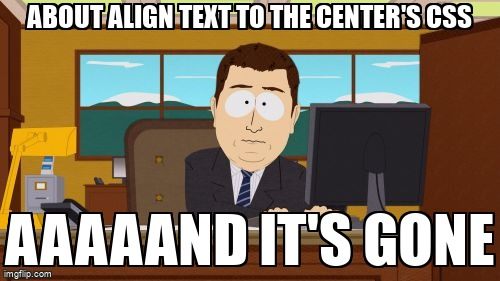 ABOUT ALIGN TEXT TO THE CENTER'S CSS
AAAAAND IT'S GONE
imgflip.com